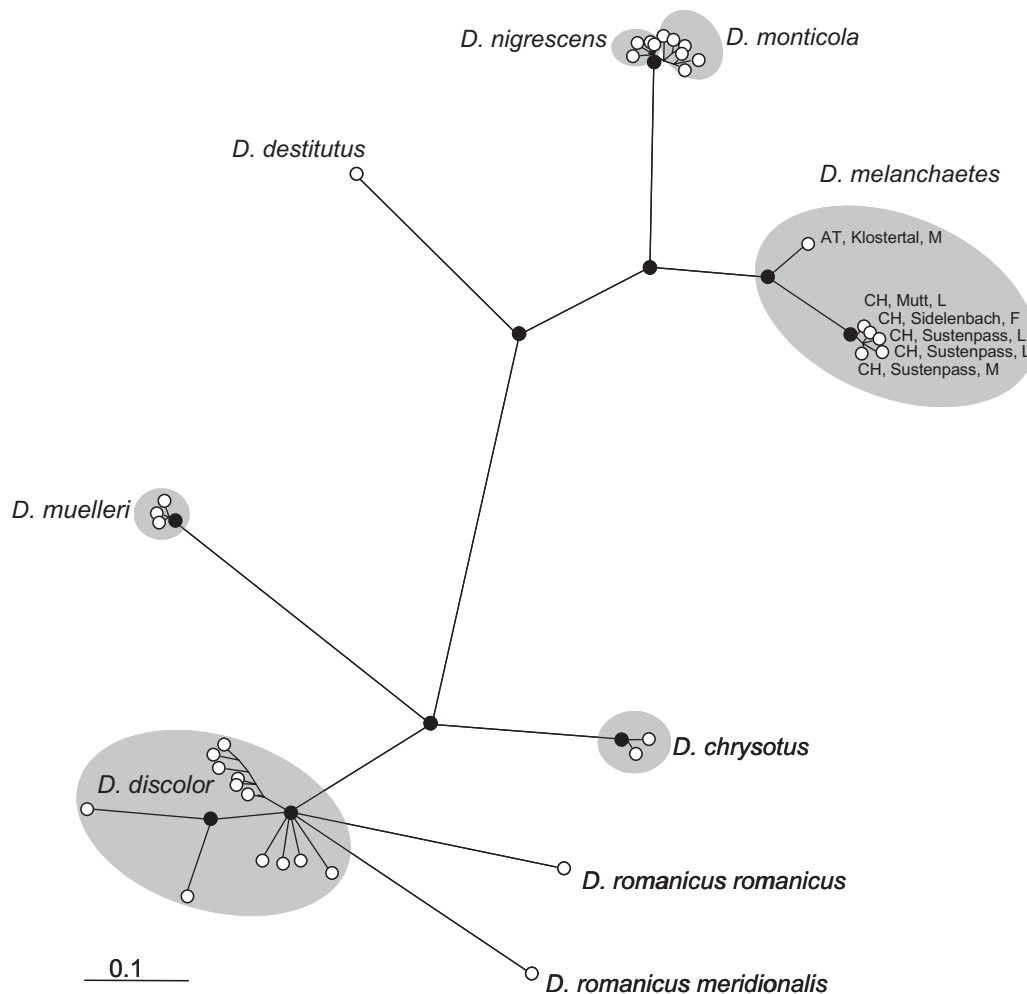 D. nigrescens
D. monticola
D. destitutus
D. melanchaetes
AT, Klostertal, M
CH, Mutt, L
CH, Sidelenbach, F
CH, Sustenpass, L
CH, Sustenpass, L
CH, Sustenpass, M
D. muelleri
D. chrysotus
D. discolor
D. romanicus romanicus
0.1
D. romanicus meridionalis